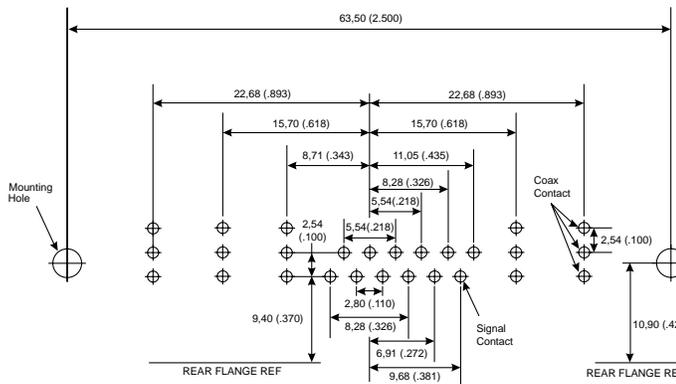 63,50 (2.500)
22,68 (.893)
22,68 (.893)
15,70 (.618)
15,70 (.618)
8,71 (.343)
11,05 (.435)
Mounting
Hole
8,28 (.326)
Coax
Contact
5,54(.218)
2,54
(.100)
5,54(.218)
2,54 (.100)
2,80 (.110)
9,40 (.370)
8,28 (.326)
Signal
Contact
10,90 (.42
6,91 (.272)
REAR FLANGE REF
REAR FLANGE RE
9,68 (.381)